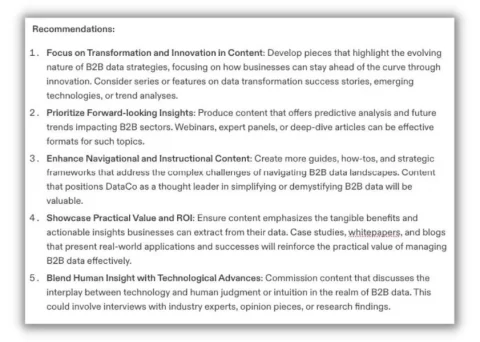 Recommendations:
1. Focus on Transformation and Innovation in Content: Develop pieces that highlight the evolving
nature of B2B data strategies, focusing on how businesses can stay ahead of the curve through
innovation. Consider series or features on data transformation success stories, emerging
technologies, or trend analyses.
2. Prioritize Forward-looking Insights: Produce content that offers predictive analysis and future
trends impacting B2B sectors. Webinars, expert panels, or deep-dive articles can be effective
formats for such topics.
3. Enhance Navigational and Instructional Content: Create more guides, how-tos, and strategic
frameworks that address the complex challenges of navigating B2B data landscapes. Content
that positions DataCo as a thought leader in simplifying or demystifying B2B data will be
valuable.
4. Showcase Practical Value and ROI: Ensure content emphasizes the tangible benefits and
actionable insights businesses can extract from their data. Case studies, whitepapers, and blogs
that present real-world applications and successes will reinforce the practical value of managing
B2B data effectively.
5. Blend Human Insight with Technological Advances: Commission content that discusses the
interplay between technology and human judgment or intuition in the realm of B2B data. This
could involve interviews with industry experts, opinion pieces, or research findings.